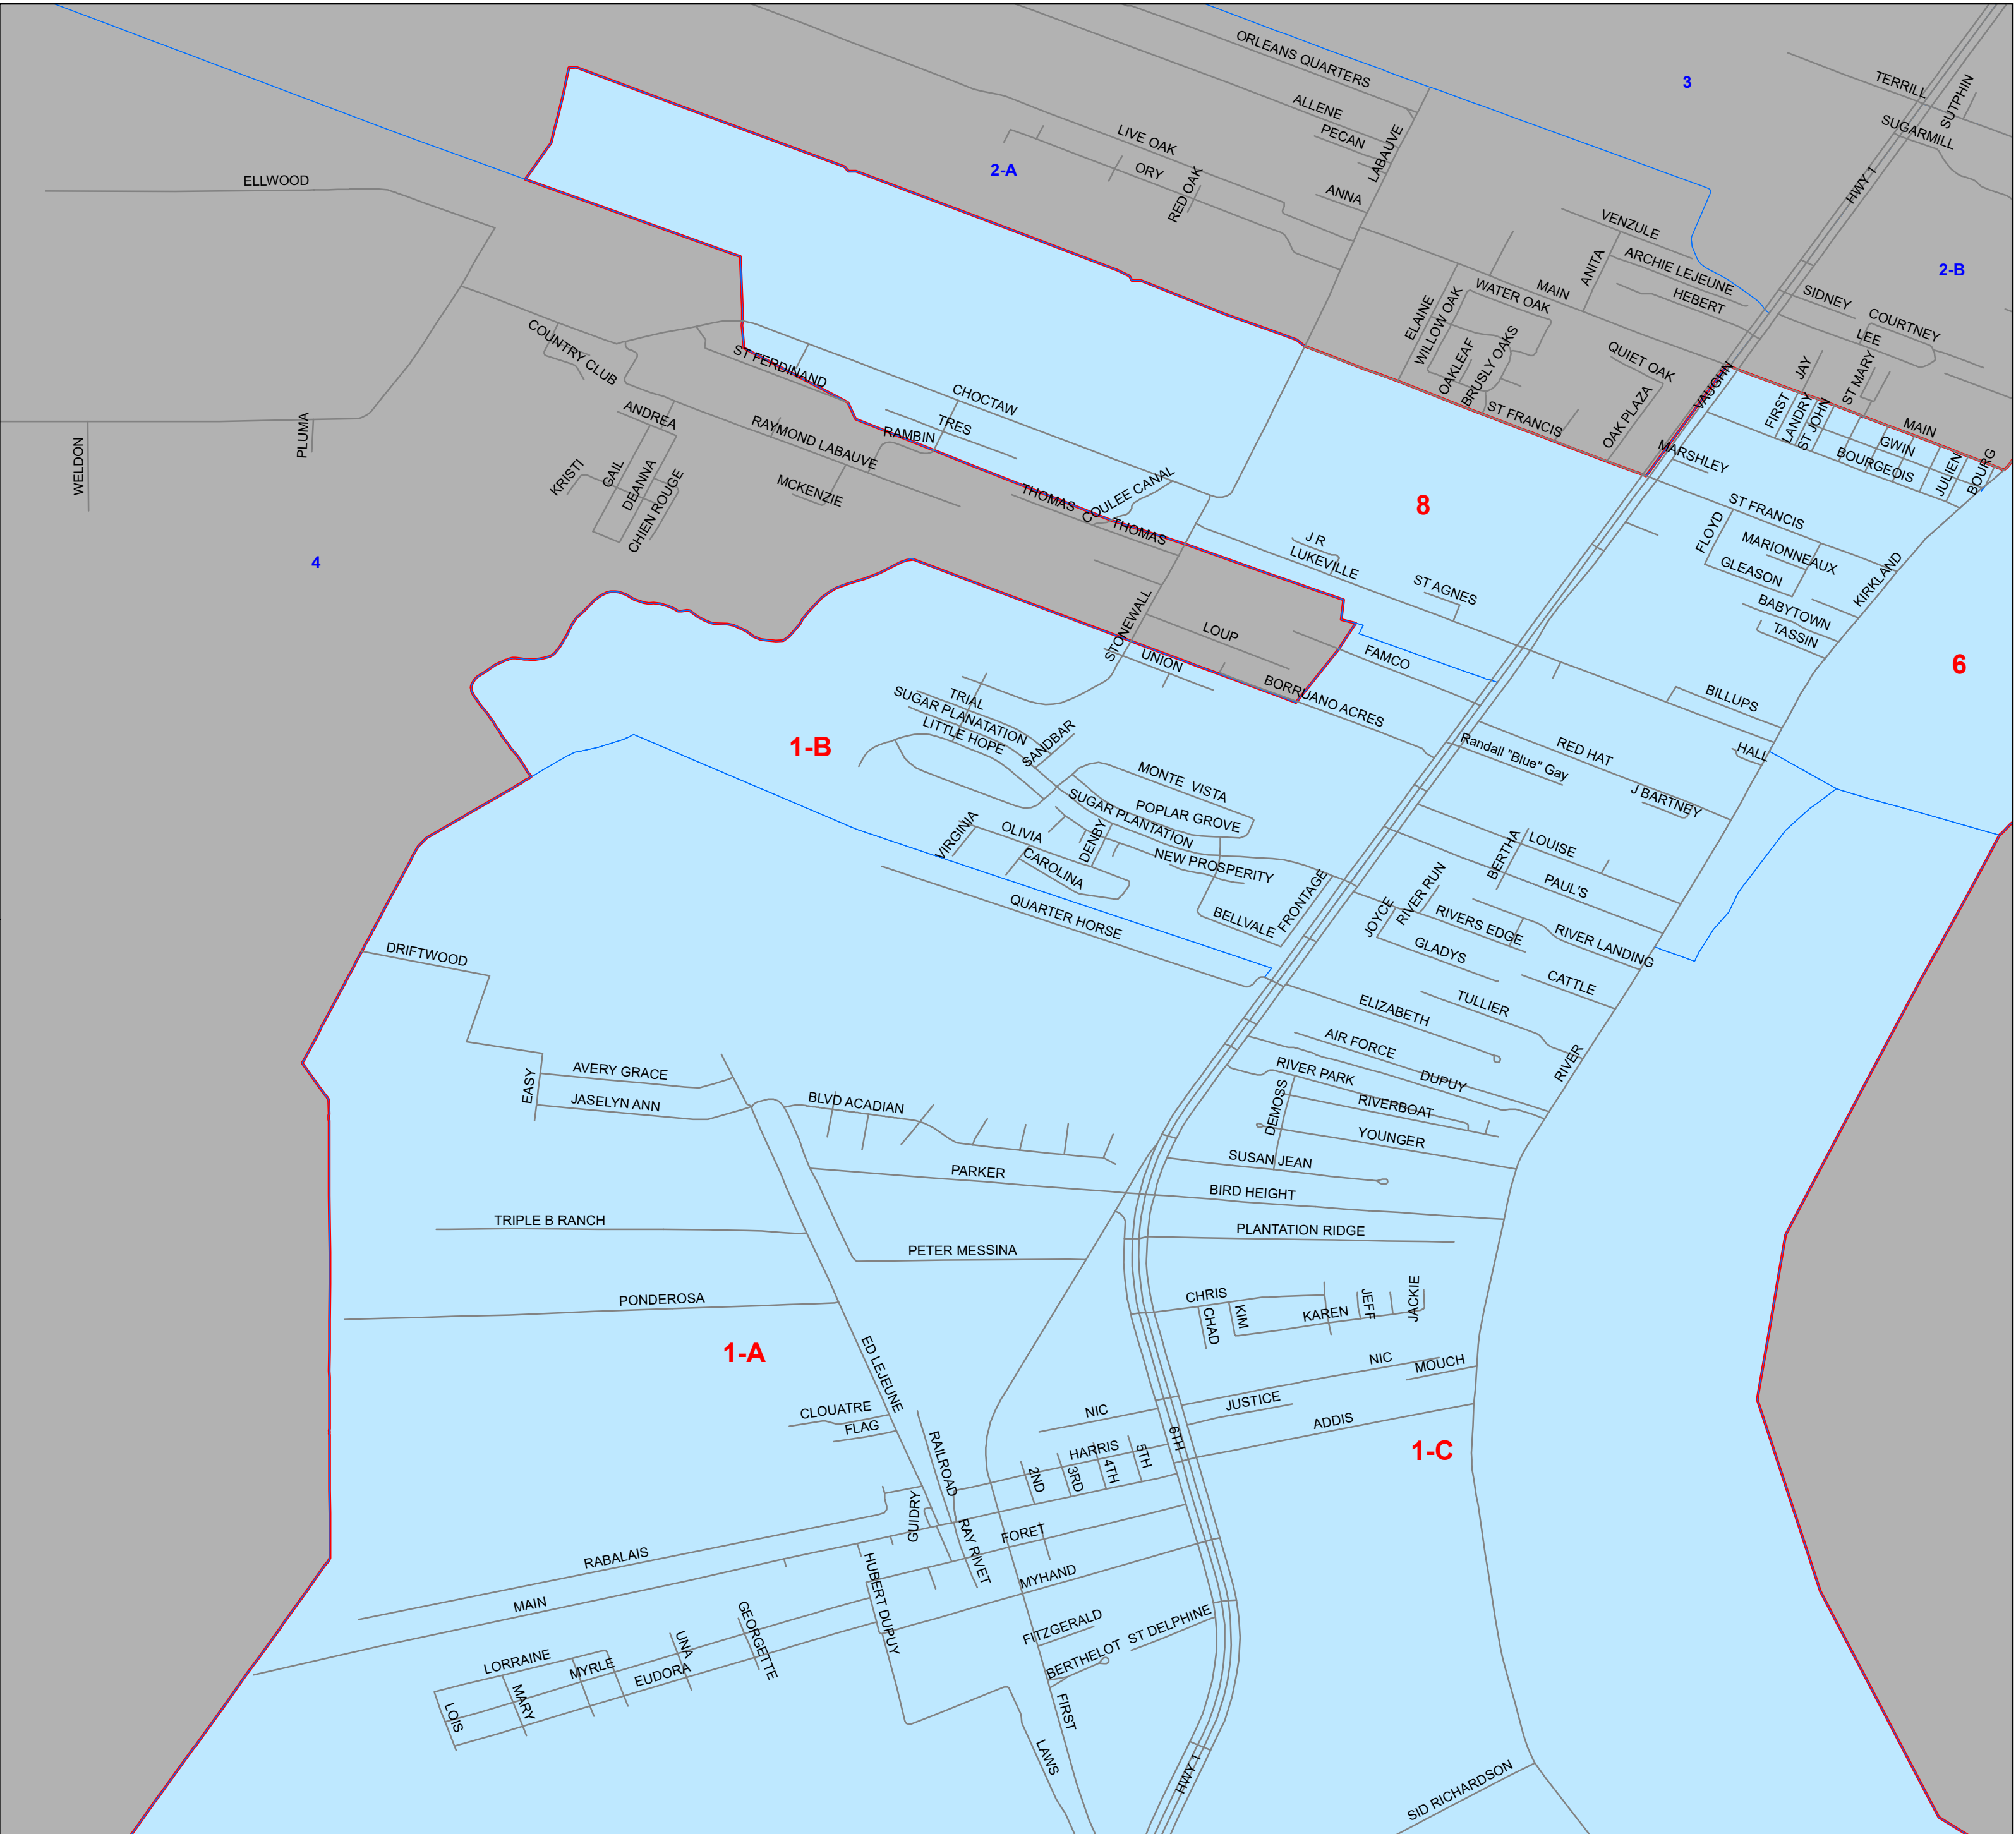 ORLEANS QUARTERS
3
TERRILL
SUTPHIN
SUGARMILL
ALLENE
PECAN
LABAUVE
LIVE OAK
ORY
2-A
RED OAK
ANNA
HWY 1
ELLWOOD
VENZULE
ANITA
ARCHIE LEJEUNE
HEBERT
2-B
MAIN
WATER OAK
ELAINE
WILLOW OAK
SIDNEY
COURTNEY
LEE
OAKLEAF
BRUSLY OAKS
QUIET OAK
OAK PLAZA
ST FRANCIS
VAUGHN
JAY
ST MARY
FIRST
LANDRY
ST JOHN
MAIN
GWIN
BOURGEOIS
JULIEN
BOURG
COUNTRY CLUB
ST FERDINAND
CHOCTAW
TRES
RAMBIN
ANDREA
RAYMOND LABAUVE
WELDON
PLUMA
KRISTI
GAIL
DEANNA
CHIEN ROUGE
MCKENZIE
THOMAS
COULEE CANAL
THOMAS
8
MARSHLEY
ST FRANCIS
FLOYD
MARIONNEAUX
GLEASON
KIRKLAND
BABYTOWN
TASSIN
4
J R
LUKEVILLE
ST AGNES
STONEWALL
LOUP
UNION
FAMCO
BORRUANO ACRES
6
BILLUPS
HALL
RED HAT
Randall "Blue" Gay
J BARTNEY
TRIAL
SUGAR PLANATATION
LITTLE HOPE
SANDBAR
1-B
MONTE VISTA
POPLAR GROVE
SUGAR PLANTATION
VIRGINIA
OLIVIA
DENBY
CAROLINA
NEW PROSPERITY
BELLVALE
FRONTAGE
QUARTER HORSE
BERTHA
LOUISE
PAUL'S
JOYCE
RIVER RUN
RIVERS EDGE
RIVER LANDING
GLADYS
CATTLE
DRIFTWOOD
ELIZABETH
TULLIER
AIR FORCE
DUPUY
RIVER
RIVER PARK
RIVERBOAT
DEMOSS
YOUNGER
SUSAN JEAN
EASY
AVERY GRACE
JASELYN ANN
BLVD ACADIAN
PARKER
BIRD HEIGHT
TRIPLE B RANCH
PETER MESSINA
PLANTATION RIDGE
PONDEROSA
CHRIS
CHAD
KIM
KAREN
JEFF
JACKIE
1-A
ED LEJEUNE
NIC
MOUCH
CLOUATRE
FLAG
NIC
JUSTICE
ADDIS
1-C
RAILROAD
HARRIS
2ND
3RD
4TH
5TH
6TH
GUIDRY
RAY RIVET
FORET
RABALAIS
MAIN
HUBERT DUPUY
MYHAND
GEORGETTE
UNA
FITZGERALD
ST DELPHINE
BERTHELOT
LORRAINE
MYRLE
EUDORA
LOIS
MARY
FIRST
LAWS
HWY 1
SID RICHARDSON